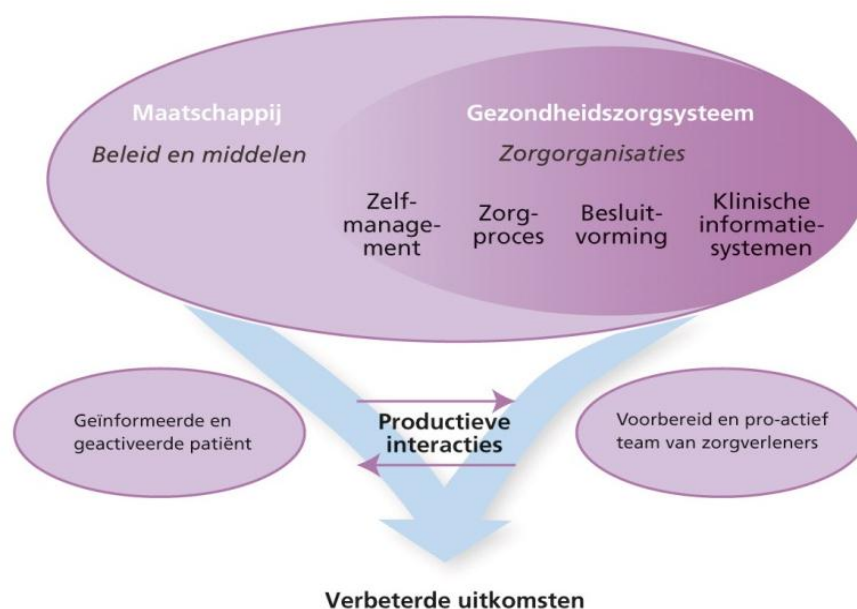 Maatschappij
Beleid en middelen
Gezondheidszorgsysteem
Zorgorganisaties
Zelf-
manage-
ment
Zorg-
proces
Besluit-
vorming
Klinische
informatie-
systemen
Geïnformeerde en
geactiveerde patiënt
Productieve
interacties
Voorbereid en pro-actief
team van zorgverleners
Verbeterde uitkomsten